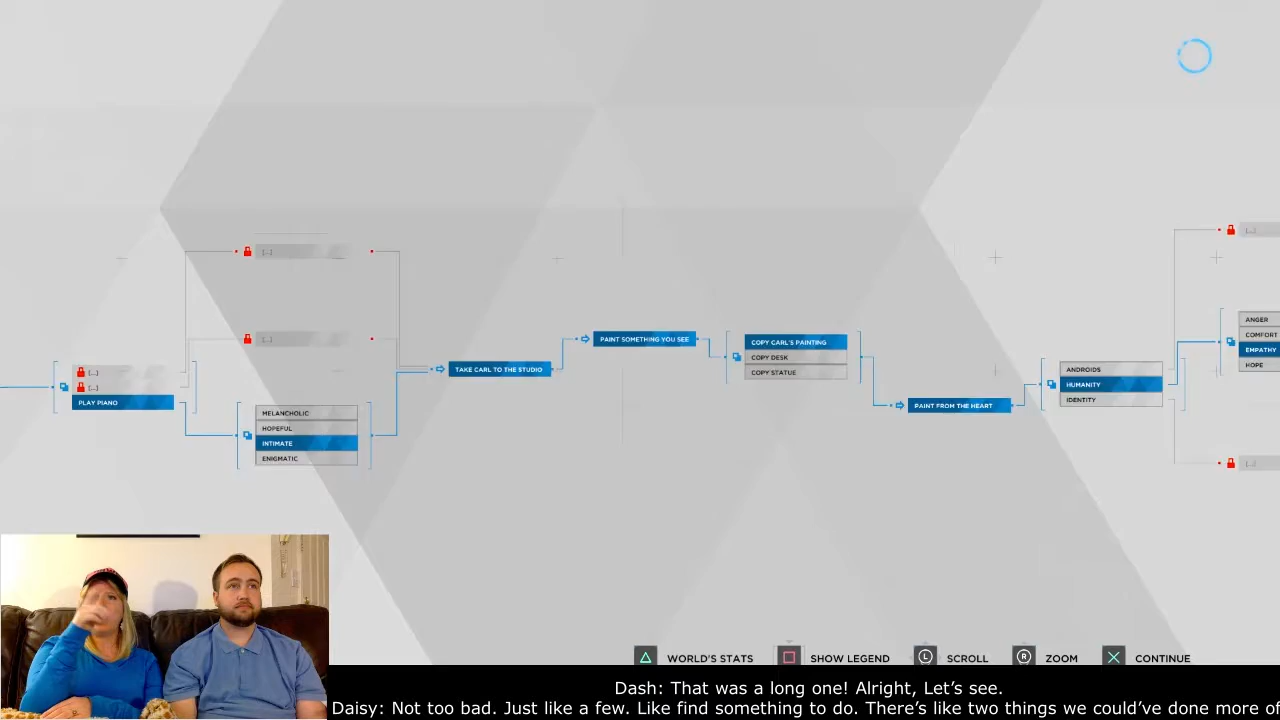 [...]
[...]
[...]
[...]
PLAY PIANO
MELANCHOLIC
HOPEFUL
INTIMATE
ENIGMATIC
TAKE CARL TO THE STUDIO
PAINT SOMETHING YOU SEE
COPY CARL'S PAINTING
COPY DESK
COPY STATUE
PAINT FROM THE HEART
ANDROIDS
HUMANITY
IDENTITY
[...]
ANGER
COMFORT
EMPATHY
HOPE
[...]
WORLD'S STATS
SHOW LEGEND
L SCROLL
R ZOOM
CONTINUE
Dash: That was a long one! Alright, Let's see.
Daisy: Not too bad. Just like a few. Like find something to do. There's like two things we could've done more of